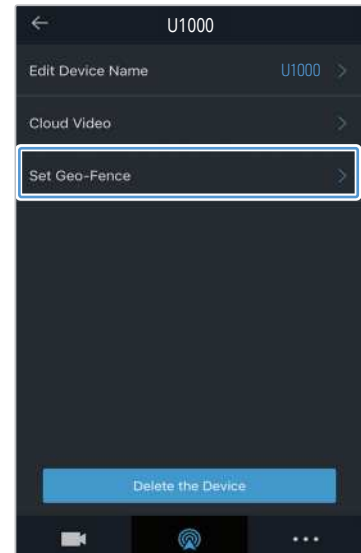 U1000
Edit Device Name U1000
Cloud Video
Set Geo-Fence
Delete the Device